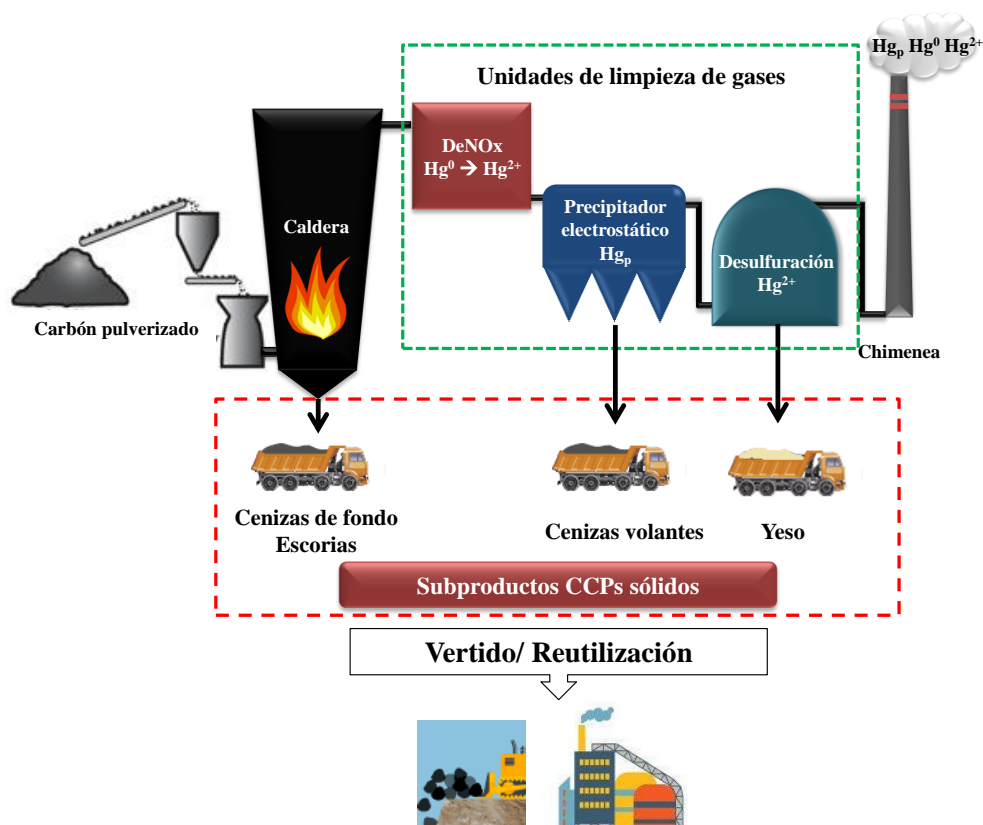 Hgₚ Hg⁰ Hg²⁺
Unidades de limpieza de gases
DeNOx
Hg⁰ → Hg²⁺
Precipitador
electrostático
Hgₚ
Caldera
Desulfuración
Hg²⁺
Carbón pulverizado
Chimenea
Cenizas de fondo
Escorias
Cenizas volantes
Yeso
Subproductos CCPs sólidos
Vertido/ Reutilización